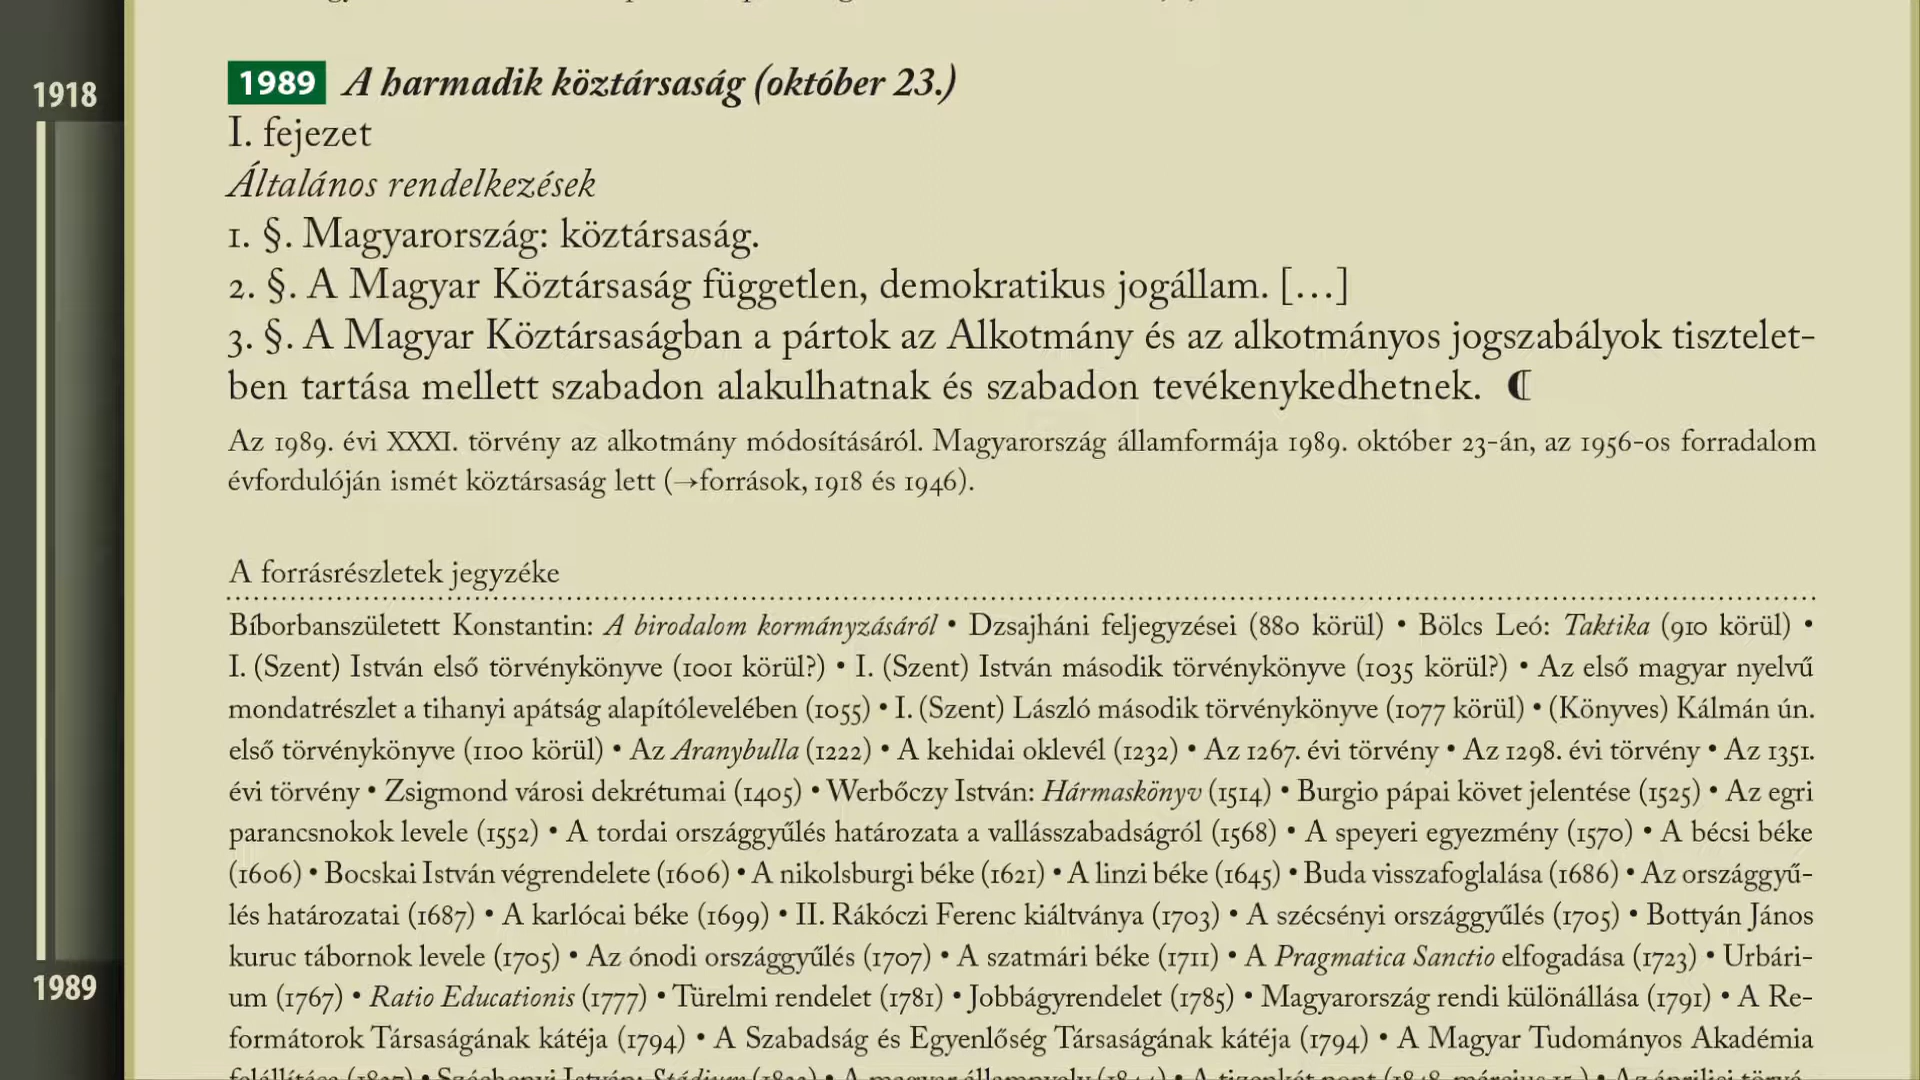 1918
1989
1989 A harmadik köztársaság (október 23.)
I. fejezet
Általános rendelkezések
1. §. Magyarország: köztársaság.
2. §. A Magyar Köztársaság független, demokratikus jogállam. […]
3. §. A Magyar Köztársaságban a pártok az Alkotmány és az alkotmányos jogszabályok tisztelet-
ben tartása mellett szabadon alakulhatnak és szabadon tevékenykedhetnek.
Az 1989. évi XXXI. törvény az alkotmány módosításáról. Magyarország államformája 1989. október 23-án, az 1956-os forradalom
évfordulóján ismét köztársaság lett (→források, 1918 és 1946).
A forrásrészletek jegyzéke
Bíborbanszületett Konstantin: A birodalom kormányzásáról • Dzsajháni feljegyzései (880 körül) • Bölcs Leó: Taktika (910 körül) •
I. (Szent) István első törvénykönyve (1001 körül?) • I. (Szent) István második törvénykönyve (1035 körül?) • Az első magyar nyelvű
mondatrészlet a tihanyi apátság alapítólevelében (1055) • I. (Szent) László második törvénykönyve (1077 körül) • (Könyves) Kálmán ún.
első törvénykönyve (1100 körül) • Az Aranybulla (1222) • A kehidai oklevél (1232) • Az 1267. évi törvény • Az 1298. évi törvény • Az 1351.
évi törvény • Zsigmond városi dekrétumai (1405) • Werbőczy István: Hármaskönyv (1514) • Burgio pápai követ jelentése (1525) • Az egri
parancsnokok levele (1552) • A tordai országgyűlés határozata a vallásszabadságról (1568) • A speyeri egyezmény (1570) • A bécsi béke
(1606) • Bocskai István végrendelete (1606) • A nikolsburgi béke (1621) • A linzi béke (1645) • Buda visszafoglalása (1686) • Az országgyű-
lés határozatai (1687) • A karlócai béke (1699) • II. Rákóczi Ferenc kiáltványa (1703) • A szécsényi országgyűlés (1705) • Bottyán János
kuruc tábornok levele (1705) • Az ónodi országgyűlés (1707) • A szatmári béke (1711) • A Pragmatica Sanctio elfogadása (1723) • Urbári-
um (1767) • Ratio Educationis (1777) • Türelmi rendelet (1781) • Jobbágyrendelet (1785) • Magyarország rendi különállása (1791) • A Re-
formátorok Társaságának kátéja (1794) • A Szabadság és Egyenlőség Társaságának kátéja (1794) • A Magyar Tudományos Akadémia